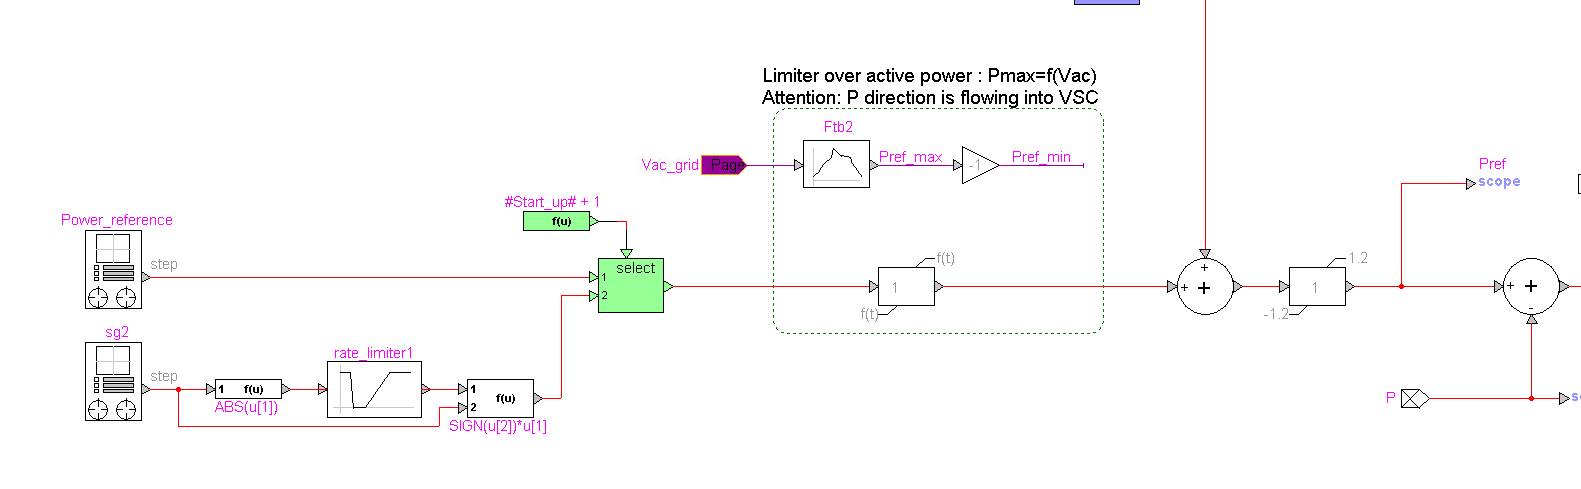 Limiter over active power : Pmax=f(Vac)
Attention: P direction is flowing into VSC
Ftb2
Vac_grid
Page
Pref_max
-1
Pref_min
Pref
scope
#Start_up# + 1
f(u)
Power_reference
step
select
1
2
f(t)
1
f(t)
+
+
+
1.2
1
-1.2
+
+
-
sg2
step
1
f(u)
ABS(u[1])
rate_limiter1
1
2
f(u)
SIGN(u[2])*u[1]
P